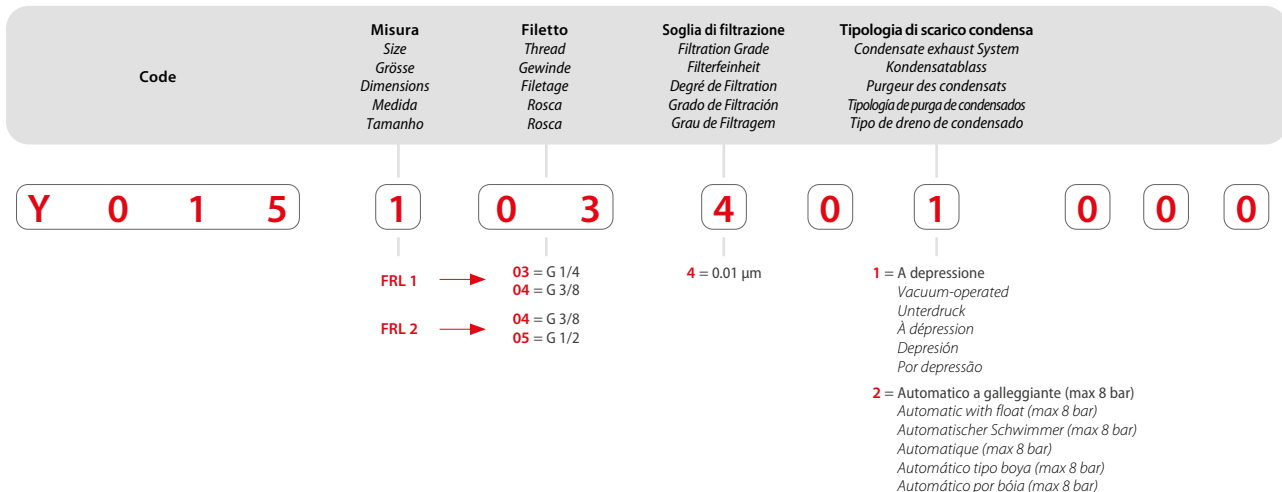 Code
Misura
Size
Grösse
Dimensions
Medida
Tamanho
Filetto
Thread
Gewinde
Filetage
Rosca
Rosca
Soglia di filtrazione
Filtration Grade
Filterfeinheit
Degré de Filtration
Grado de Filtración
Grau de Filtragem
Tipologia di scarico condensa
Condensate exhaust System
Kondensatablass
Purgeur des condensats
Tipología de purga de condensados
Tipo de dreno de condensado
Y 0 1 5 1 0 3 4 0 1 0 0 0
FRL 1
03 = G 1/4
04 = G 3/8
FRL 2
04 = G 3/8
05 = G 1/2
4 = 0.01 µm
1 = A depressione
Vacuum-operated
Unterdruck
À dépression
Depresión
Por depressão
2 = Automatico a galleggiante (max 8 bar)
Automatic with float (max 8 bar)
Automatischer Schwimmer (max 8 bar)
Automatique (max 8 bar)
Automático tipo boya (max 8 bar)
Automático por bóia (max 8 bar)